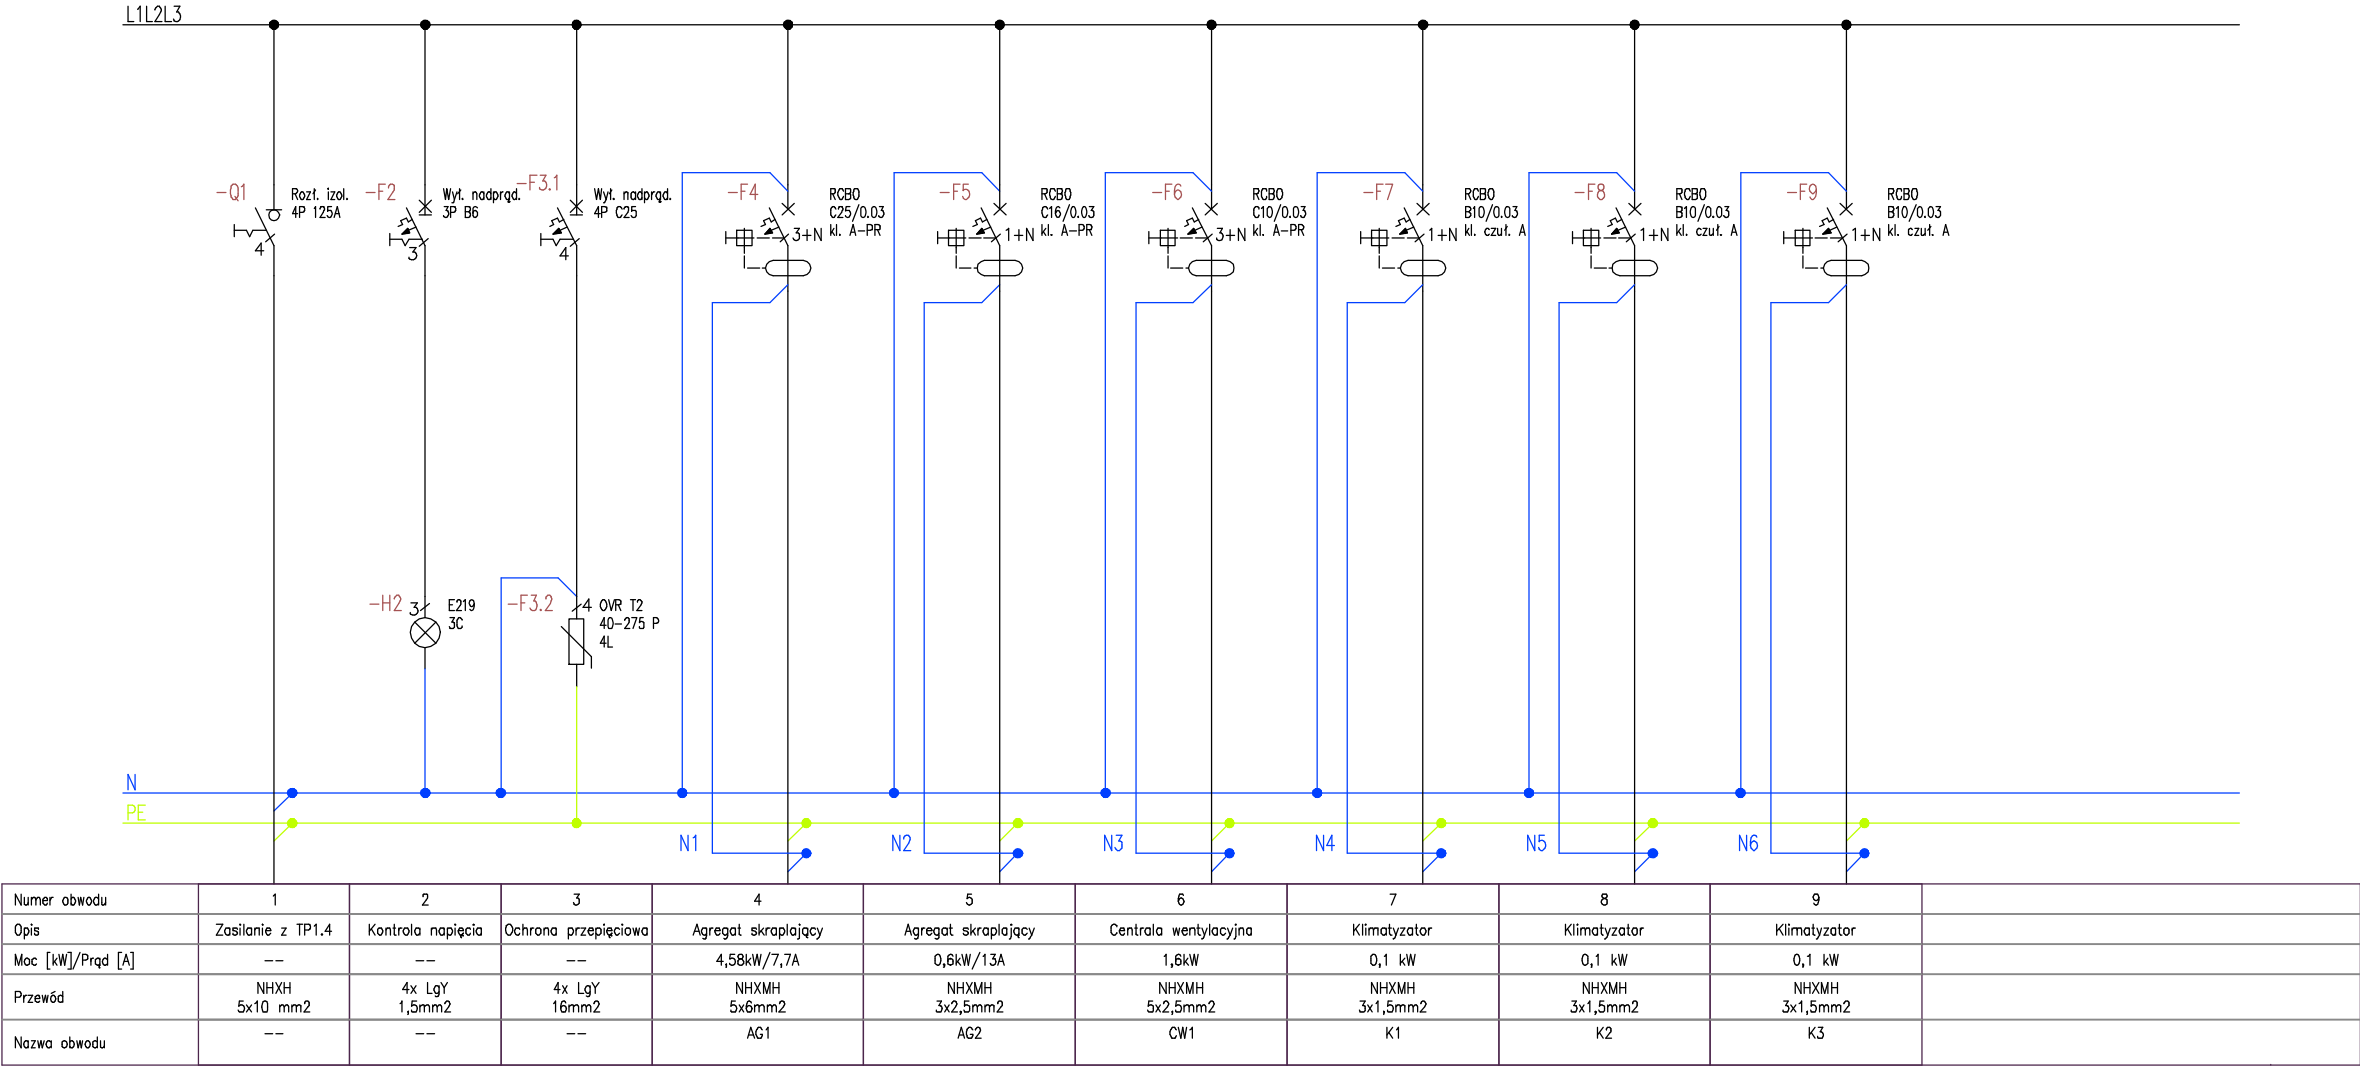 L1L2L3
-Q1
Rozł. izol.
4P 125A
4
-F2
Wył. nadprąd.
3P B6
3
-F3.1
Wył. nadprąd.
4P C25
4
-F4
RCBO
C25/0.03
kl. A-PR
3+N
-F5
RCBO
C16/0.03
kl. A-PR
1+N
-F6
RCBO
C10/0.03
kl. A-PR
3+N
-F7
RCBO
B10/0.03
kl. czuł. A
1+N
-F8
RCBO
B10/0.03
kl. czuł. A
1+N
-F9
RCBO
B10/0.03
kl. czuł. A
1+N
-H2
3
E219
3C
-F3.2
4
OVR T2
40-275 P
4L
N
PE
N1
N2
N3
N4
N5
N6
Numer obwodu 1 2 3 4 5 6 7 8 9
Opis Zasilanie z TP1.4 Kontrola napięcia Ochrona przepięciowa Agregat skraplający Agregat skraplający Centrala wentylacyjna Klimatyzator Klimatyzator Klimatyzator
Moc [kW]/Prąd [A] -- -- -- 4,58kW/7,7A 0,6kW/13A 1,6kW 0,1 kW 0,1 kW 0,1 kW
Przewód
NHXH 4x LgY 4x LgY NHXMH NHXMH NHXMH NHXMH NHXMH NHXMH
5x10 mm2 1,5mm2 16mm2 5x6mm2 3x2,5mm2 5x2,5mm2 3x1,5mm2 3x1,5mm2 3x1,5mm2
Nazwa obwodu -- -- -- AG1 AG2 CW1 K1 K2 K3